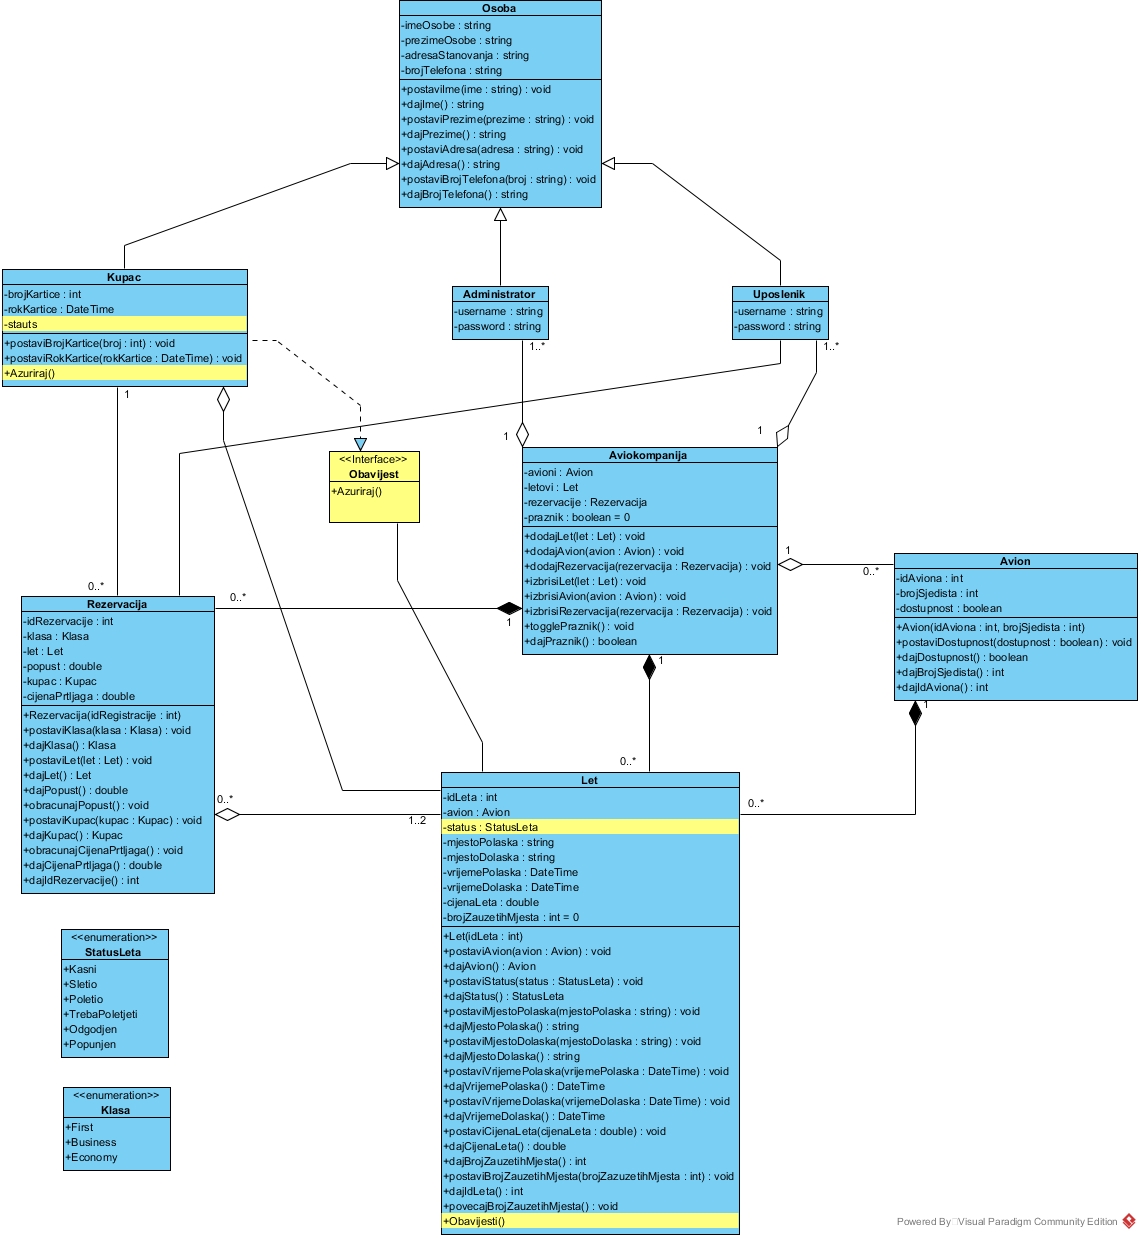 Osoba
-imeOsobe : string
-prezimeOsobe : string
-adresaStanovanja : string
-brojTelefona : string
+postaviIme(ime : string) : void
+dajIme() : string
+postaviPrezime(prezime : string) : void
+dajPrezime() : string
+postaviAdresa(adresa : string) : void
+dajAdresa() : string
+postaviBrojTelefona(broj : string) : void
+dajBrojTelefona() : string
Kupac
-brojKartice : int
-rokKartice : DateTime
-stauts
+postaviBrojKartice(broj : int) : void
+postaviRokKartice(rokKartice : DateTime) : void
+Azuriraj()
Administrator
-username : string
-password : string
Uposlenik
-username : string
-password : string
1..*
1..*
1
1
1
<<Interface>>
Obavijest
+Azuriraj()
Aviokompanija
-avioni : Avion
-letovi : Let
-rezervacije : Rezervacija
-praznik : boolean = 0
+dodajLet(let : Let) : void
+dodajAvion(avion : Avion) : void
+dodajRezervacija(rezervacija : Rezervacija) : void
+izbrisiLet(let : Let) : void
+izbrisiAvion(avion : Avion) : void
+izbrisiRezervacija(rezervacija : Rezervacija) : void
+togglePraznik() : void
+dajPraznik() : boolean
1
0..*
Avion
-idAviona : int
-brojSjedista : int
-dostupnost : boolean
+Avion(idAviona : int, brojSjedista : int)
+postaviDostupnost(dostupnost : boolean) : void
+dajDostupnost() : boolean
+dajBrojSjedista() : int
+dajIdAviona() : int
0..*
0..*
1
1
1
Rezervacija
-idRezervacije : int
-klasa : Klasa
-let : Let
-popust : double
-kupac : Kupac
-cijenaPrtljaga : double
+Rezervacija(idRegistracije : int)
+postaviKlasa(klasa : Klasa) : void
+dajKlasa() : Klasa
+postaviLet(let : Let) : void
+dajLet() : Let
+dajPopust() : double
+obracunajPopust() : void
+postaviKupac(kupac : Kupac) : void
+dajKupac() : Kupac
+obracunajCijenaPrtljaga() : void
+dajCijenaPrtljaga() : double
+dajIdRezervacije() : int
0..*
0..*
1..2
0..*
Let
-idLeta : int
-avion : Avion
-status : StatusLeta
-mjestoPolaska : string
-mjestoDolaska : string
-vrijemePolaska : DateTime
-vrijemeDolaska : DateTime
-cijenaLeta : double
-brojZauzetihMjesta : int = 0
+Let(idLeta : int)
+postaviAvion(avion : Avion) : void
+dajAvion() : Avion
+postaviStatus(status : StatusLeta) : void
+dajStatus() : StatusLeta
+postaviMjestoPolaska(mjestoPolaska : string) : void
+dajMjestoPolaska() : string
+postaviMjestoDolaska(mjestoDolaska : string) : void
+dajMjestoDolaska() : string
+postaviVrijemePolaska(vrijemePolaska : DateTime) : void
+dajVrijemePolaska() : DateTime
+postaviVrijemeDolaska(vrijemeDolaska : DateTime) : void
+dajVrijemeDolaska() : DateTime
+postaviCijenaLeta(cijenaLeta : double) : void
+dajCijenaLeta() : double
+dajBrojZauzetihMjesta() : int
+postaviBrojZauzetihMjesta(brojZazuzetihMjesta : int) : void
+dajIdLeta() : int
+povecajBrojZauzetihMjesta() : void
+Obavijesti()
<<enumeration>>
StatusLeta
+Kasni
+Sletio
+Poletio
+TrebaPoletjeti
+Odgodjen
+Popunjen
<<enumeration>>
Klasa
+First
+Business
+Economy
Powered By Visual Paradigm Community Edition